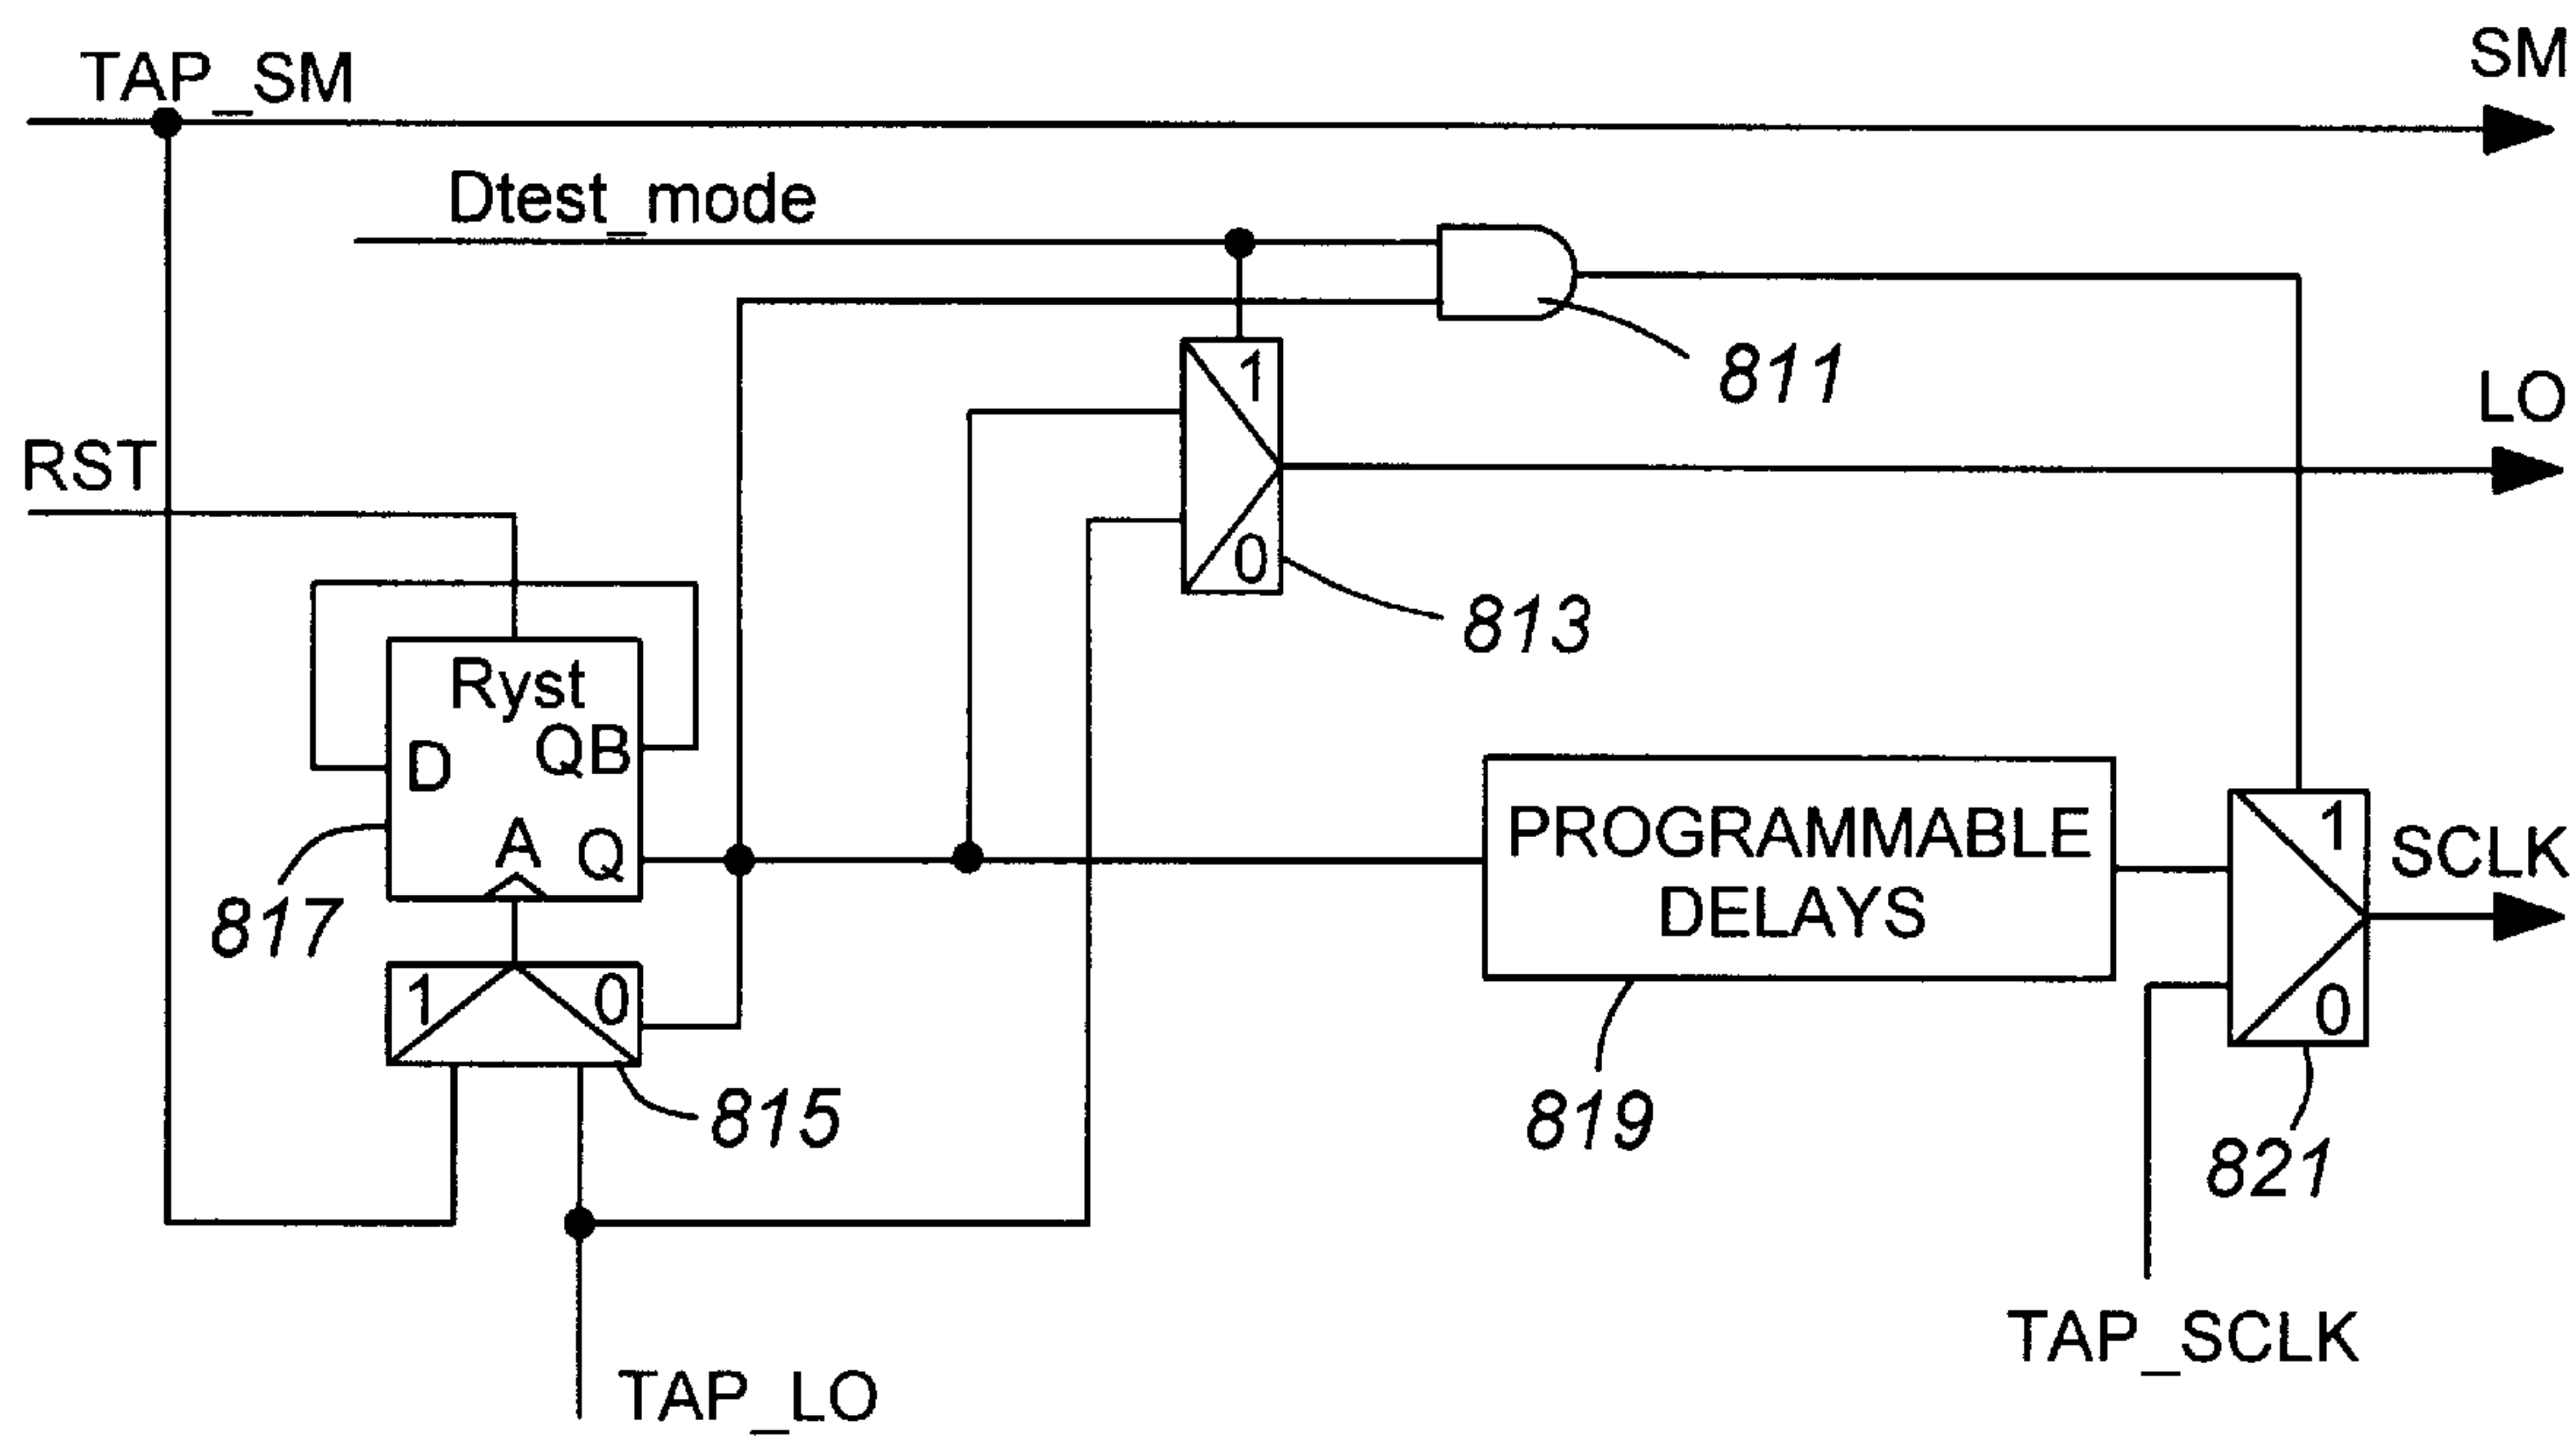 SM
TAP_SM
Dtest_mode
811
1
LO
RST
0
813
Ryst
QB
D
PROGRAMMABLE
DELAYS
1
A
Q
SCLK
817
1
0
0
815
819
821
TAP_SCLK
TAP_LO